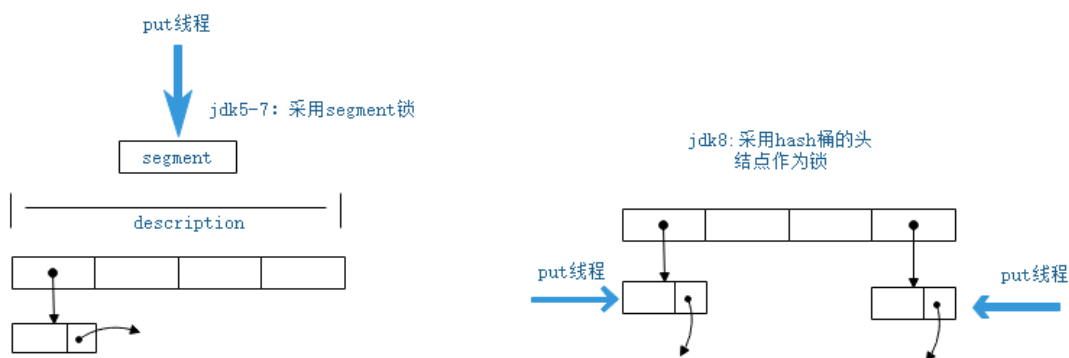 put线程
jdk5-7：采用segment锁
segment
description
jdk8:采用hash桶的头
结点作为锁
put线程
put线程